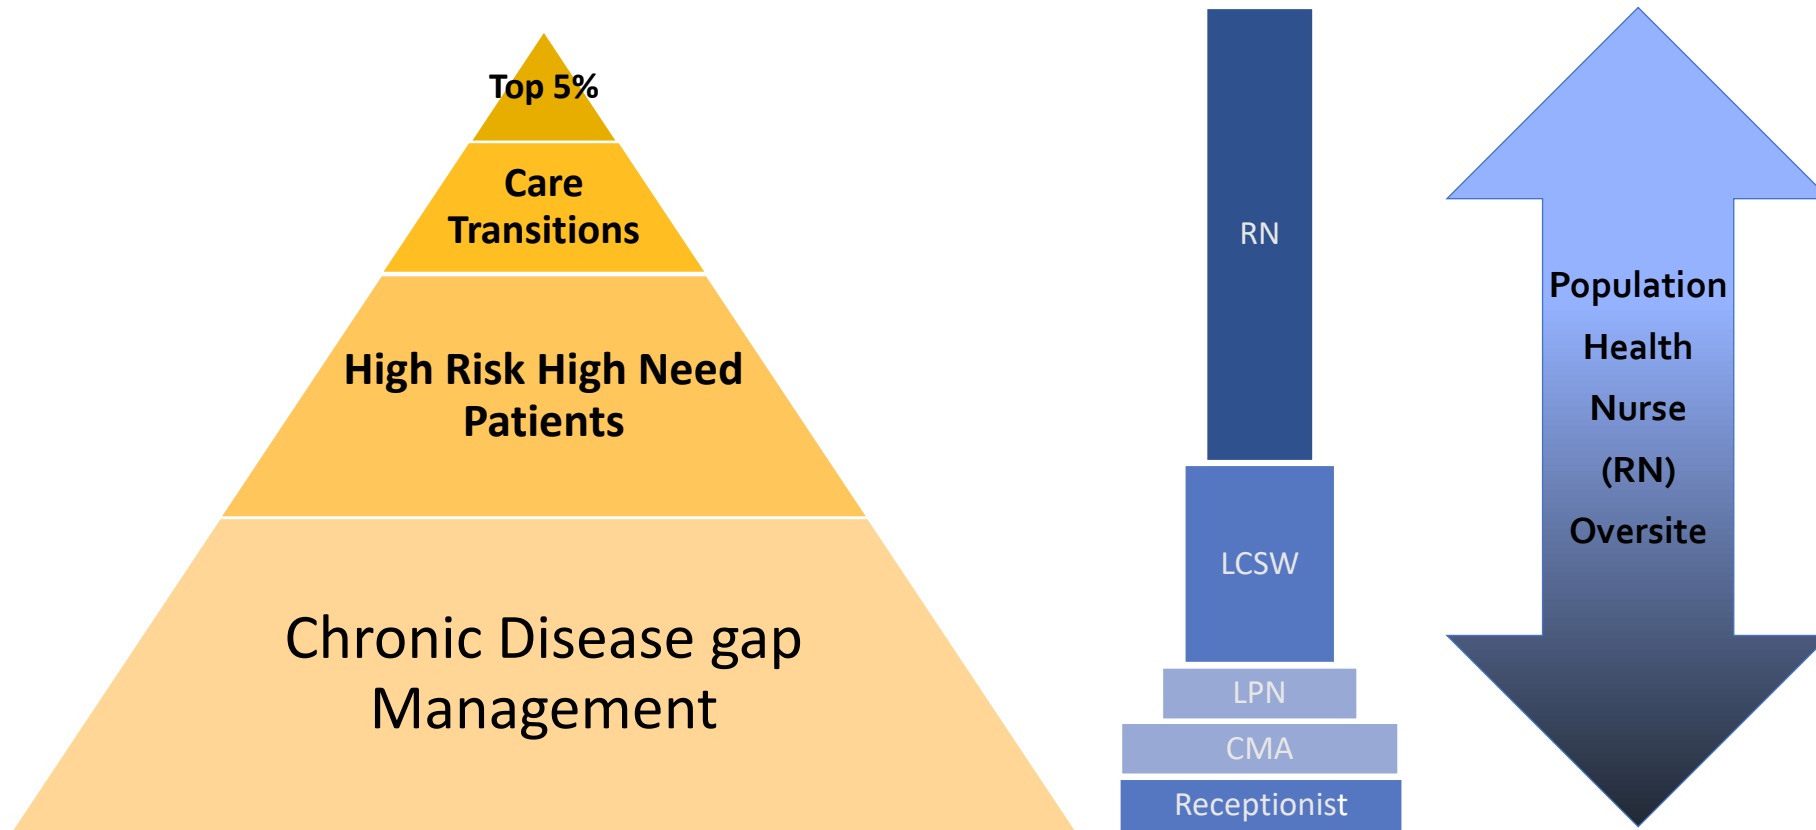 Top 5%
Care
Transitions
High Risk High Need
Patients
Chronic Disease gap
Management
RN
LCSW
LPN
CMA
Receptionist
Population
Health
Nurse
(RN)
Oversite